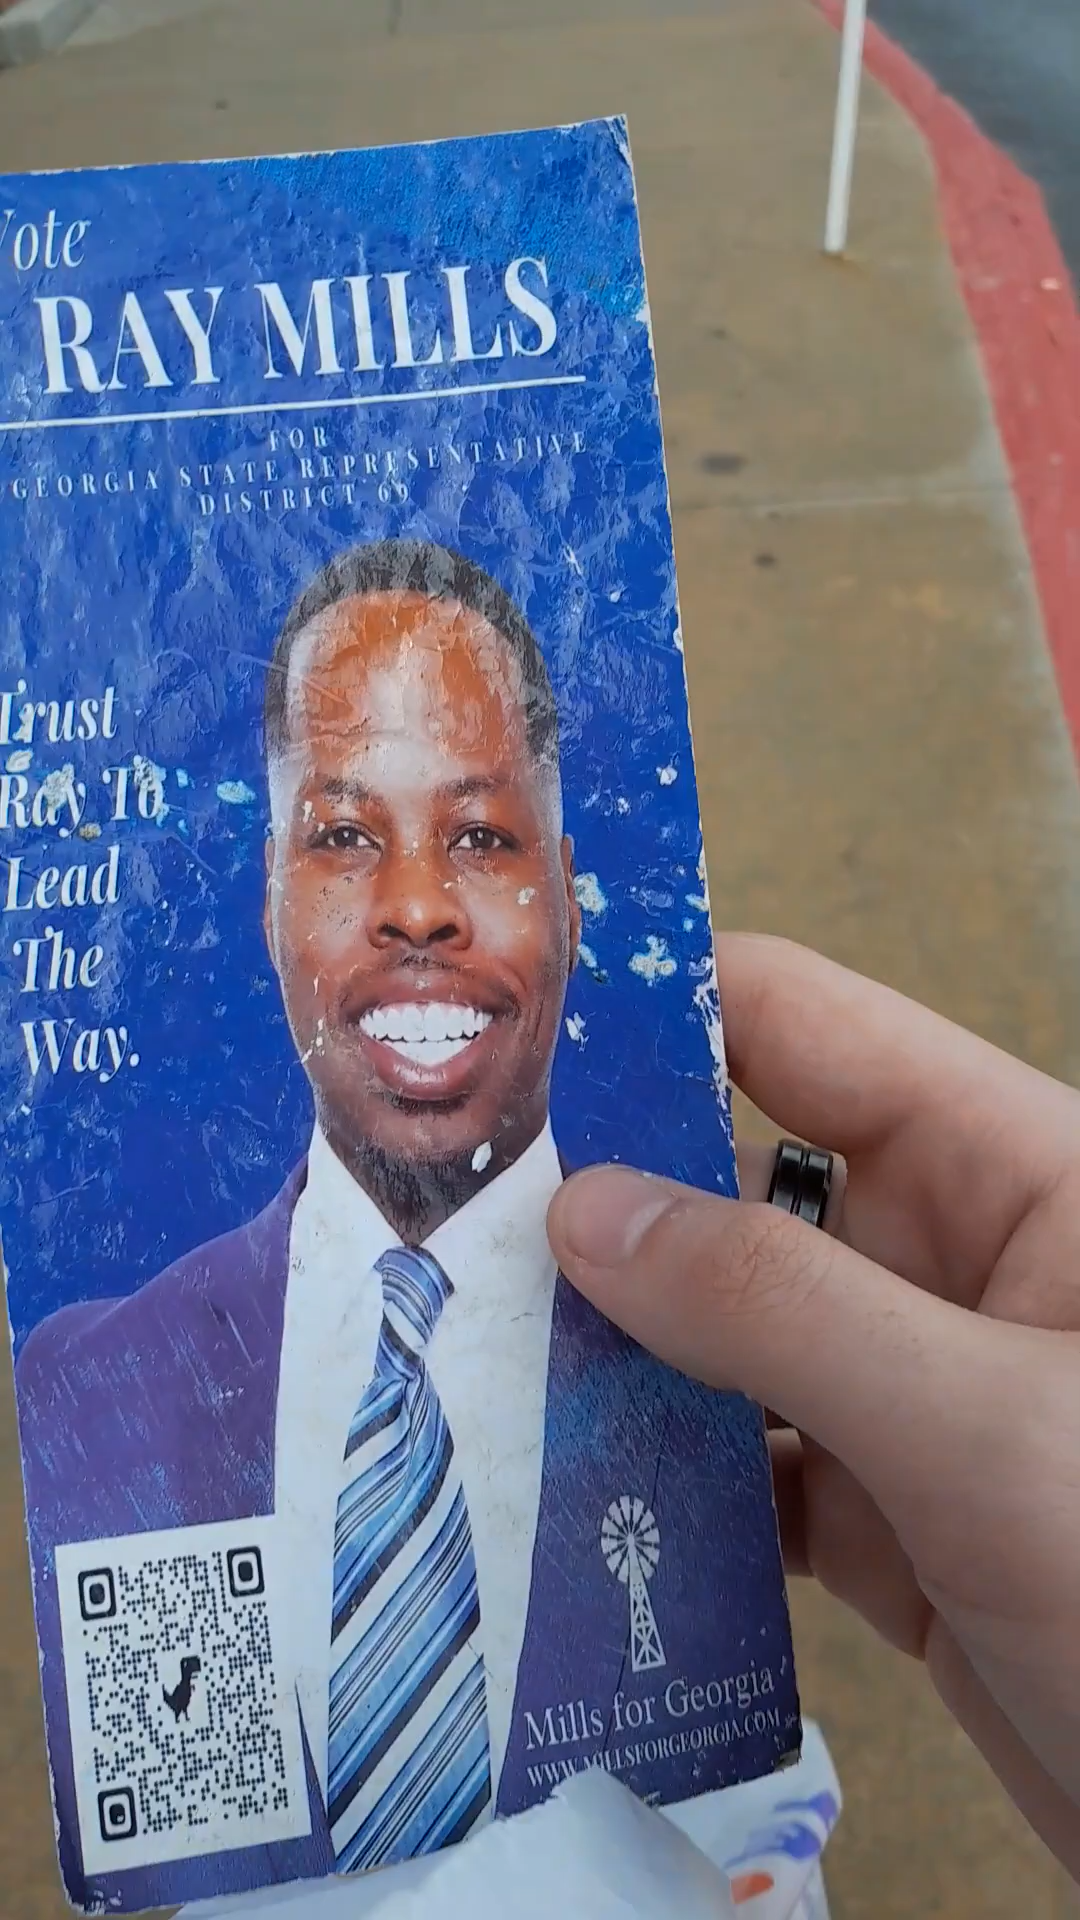 Vote
RAY MILLS
FOR
GEORGIA STATE REPRESENTATIVE
DISTRICT 69
Trust
Ray To
Lead
The
Way.
Mills for Georgia
WWW.MILLSFORGEORGIA.COM